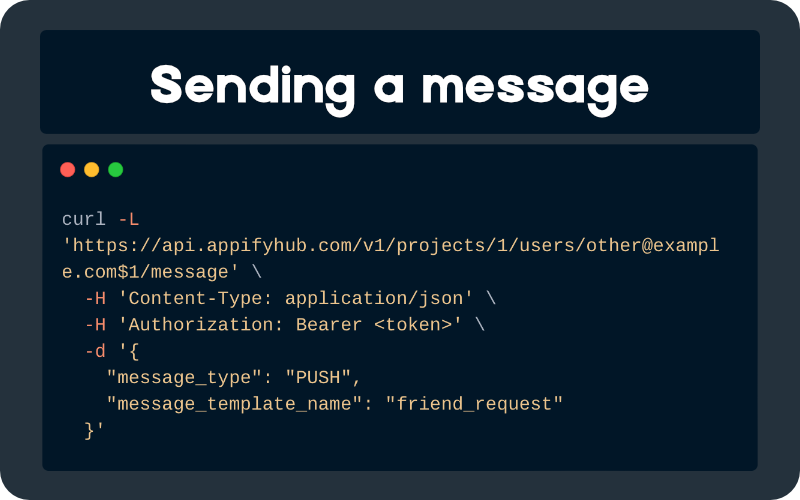 Sending a message
curl -L
'https://api.appifyhub.com/v1/projects/1/users/other@exampl
e.com$1/message' \
  -H 'Content-Type: application/json' \
  -H 'Authorization: Bearer <token>' \
  -d '{
    "message_type": "PUSH",
    "message_template_name": "friend_request"
  }'